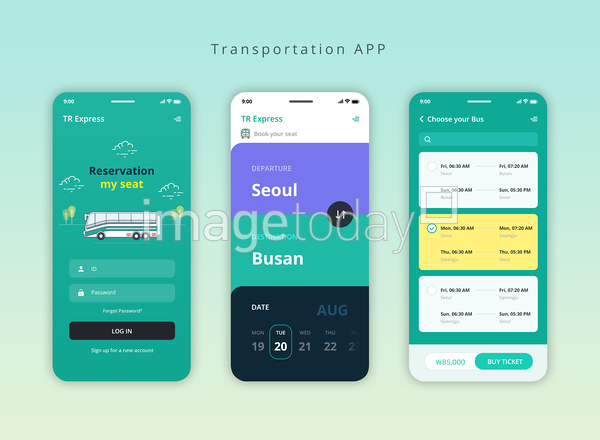 Transportation APP
9:00
TR Express
Reservation
my seat
ID
Password
Forgot Password?
LOG IN
Sign up for a new account
9:00
TR Express
Book your seat
DEPARTURE
Seoul
DESTINATION
Busan
DATE
AUG
MON TUE WED THU FRI
19 20 21 22 23
9:00
Choose your Bus
Fri, 06:30 AM Fri, 07:20 AM
Seoul Busan
Sun, 06:30 AM Sun, 05:30 PM
Busan Seoul
Mon, 06:30 AM Mon, 07:20 AM
Seoul Gwangju
Thu, 06:30 AM Thu, 05:30 PM
Gwangju Seoul
Fri, 06:30 AM Fri, 07:20 AM
Seoul Gyeongju
Sun, 06:30 AM Sun, 05:30 PM
Gyeongju Seoul
₩85,000 BUY TICKET
imagetoday